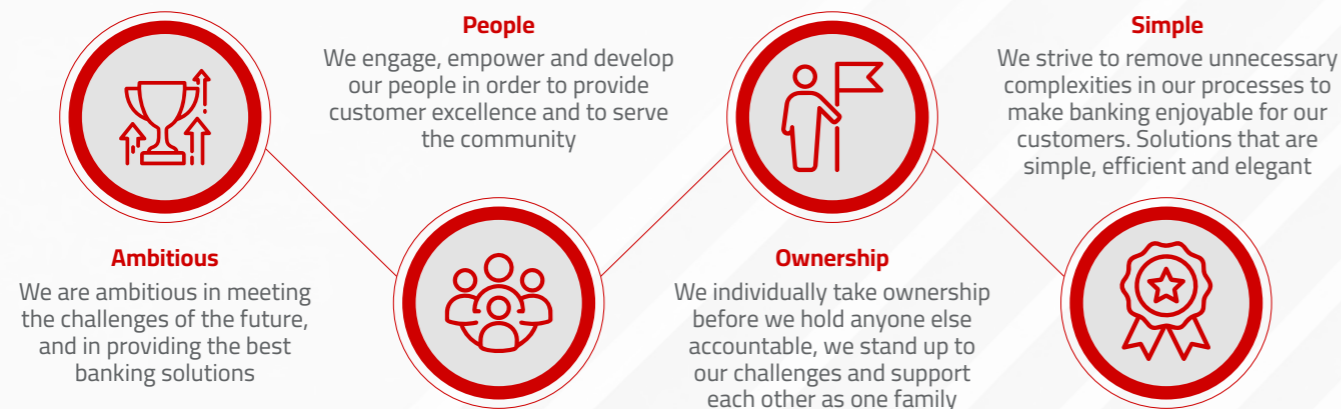 Ambitious
We are ambitious in meeting
the challenges of the future,
and in providing the best
banking solutions
People
We engage, empower and develop
our people in order to provide
customer excellence and to serve
the community
Ownership
We individually take ownership
before we hold anyone else
accountable, we stand up to
our challenges and support
each other as one family
Simple
We strive to remove unnecessary
complexities in our processes to
make banking enjoyable for our
customers. Solutions that are
simple, efficient and elegant